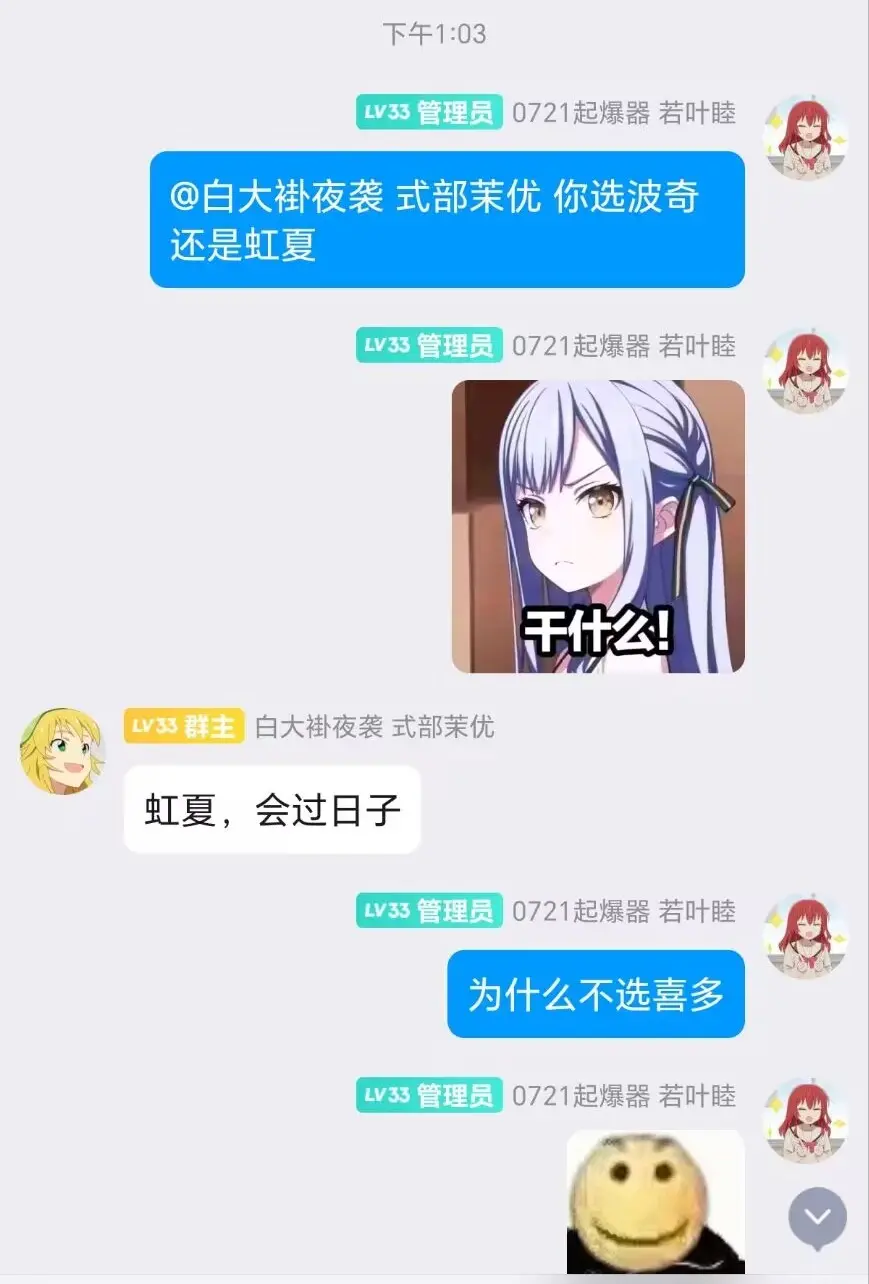 下午1:03
LV33 管理员 0721起爆器 若叶睦
@白大褂夜袭 式部茉优 你选波奇
还是虹夏
LV33 管理员 0721起爆器 若叶睦
干什么!
LV33 群主 白大褂夜袭 式部茉优
虹夏，会过日子
LV33 管理员 0721起爆器 若叶睦
为什么不选喜多
LV33 管理员 0721起爆器 若叶睦